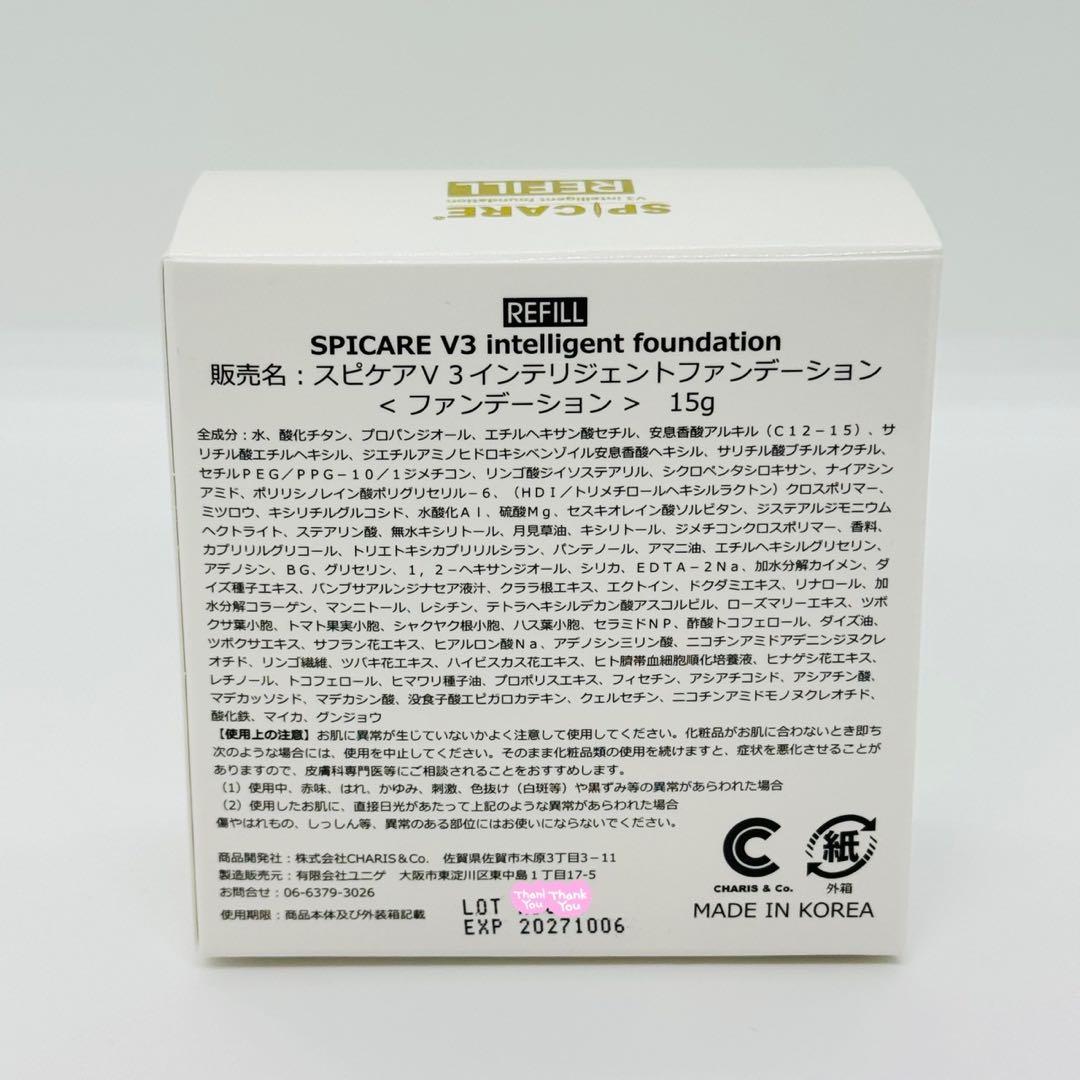 SPICARE®
V3 intelligent foundation
REFILL
REFILL
SPICARE V3 intelligent foundation
販売名：スピケアＶ３インテリジェントファンデーション
< ファンデーション >　15g
全成分：水、酸化チタン、プロパンジオール、エチルヘキサン酸セチル、安息香酸アルキル（Ｃ１２－１５）、サ
リチル酸エチルヘキシル、ジエチルアミノヒドロキシベンゾイル安息香酸ヘキシル、サリチル酸ブチルオクチル、
セチルＰＥＧ／ＰＰＧ－１０／１ジメチコン、リンゴ酸ジイソステアリル、シクロペンタシロキサン、ナイアシン
アミド、ポリリシノレイン酸ポリグリセリル－６、（ＨＤＩ／トリメチロールヘキシルラクトン）クロスポリマー、
ミツロウ、キシリチルグルコシド、水酸化Ａｌ、硫酸Ｍｇ、セスキオレイン酸ソルビタン、ジステアルジモニウム
ヘクトライト、ステアリン酸、無水キシリトール、月見草油、キシリトール、ジメチコンクロスポリマー、香料、
カプリリルグリコール、トリエトキシカプリリルシラン、パンテノール、アマニ油、エチルヘキシルグリセリン、
アデノシン、ＢＧ、グリセリン、１，２－ヘキサンジオール、シリカ、ＥＤＴＡ－２Ｎａ、加水分解カイメン、ダ
イズ種子エキス、バンブサアルンジナセア液汁、クララ根エキス、エクトイン、ドクダミエキス、リナロール、加
水分解コラーゲン、マンニトール、レシチン、テトラヘキシルデカン酸アスコルビル、ローズマリーエキス、ツボ
クサ葉小胞、トマト果実小胞、シャクヤク根小胞、ハス葉小胞、セラミドＮＰ、酢酸トコフェロール、ダイズ油、
ツボクサエキス、サフラン花エキス、ヒアルロン酸Ｎａ、アデノシン三リン酸、ニコチンアミドアデニンジヌクレ
オチド、リンゴ繊維、ツバキ花エキス、ハイビスカス花エキス、ヒト臍帯血細胞順化培養液、ヒナゲシ花エキス、
レチノール、トコフェロール、ヒマワリ種子油、プロポリスエキス、フィセチン、アシアチコシド、アシアチン酸、
マデカッソシド、マデカシン酸、没食子酸エピガロカテキン、クェルセチン、ニコチンアミドモノヌクレオチド、
酸化鉄、マイカ、グンジョウ
【使用上の注意】お肌に異常が生じていないかよく注意して使用してください。化粧品がお肌に合わないとき即ち
次のような場合には、使用を中止してください。そのまま化粧品類の使用を続けますと、症状を悪化させることが
ありますので、皮膚科専門医等にご相談されることをおすすめします。
（1）使用中、赤味、はれ、かゆみ、刺激、色抜け（白斑等）や黒ずみ等の異常があらわれた場合
（2）使用したお肌に、直接日光があたって上記のような異常があらわれた場合
傷やはれもの、しっしん等、異常のある部位にはお使いにならないでください。
商品開発社：株式会社CHARIS＆Co.　佐賀県佐賀市木原3丁目3－11
製造販売元：有限会社ユニゲ　大阪市東淀川区東中島1丁目17-5
お問合せ：06-6379-3026
使用期限：商品本体及び外装箱記載
LOT
EXP 20271006
Thank You
Thank You
CHARIS & Co.
紙
外箱
MADE IN KOREA